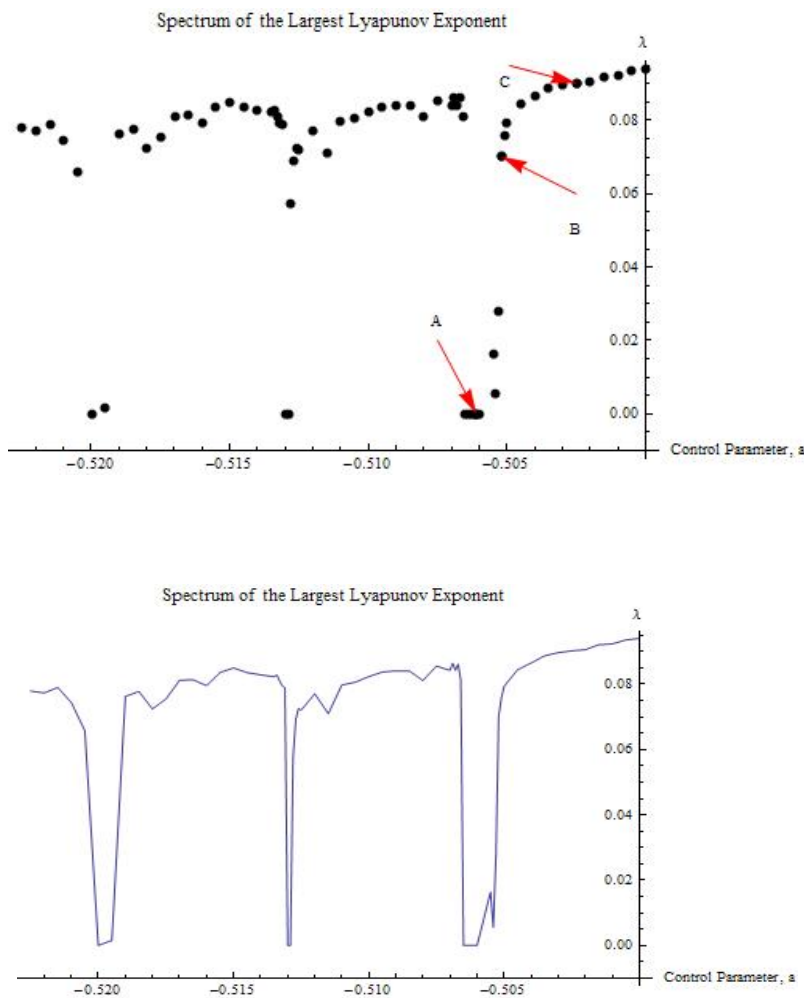 Spectrum of the Largest Lyapunov Exponent
λ
C
0.08
0.06
B
0.04
A
0.02
0.00
−0.520 −0.515 −0.510 −0.505
Control Parameter, a
Spectrum of the Largest Lyapunov Exponent
λ
0.08
0.06
0.04
0.02
0.00
−0.520 −0.515 −0.510 −0.505
Control Parameter, a